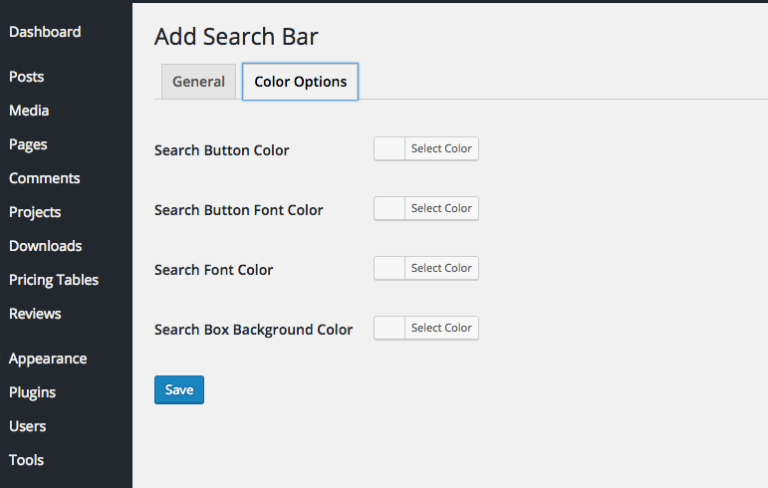 Dashboard
Posts
Media
Pages
Comments
Projects
Downloads
Pricing Tables
Reviews
Appearance
Plugins
Users
Tools
Add Search Bar
General
Color Options
Search Button Color Select Color
Search Button Font Color Select Color
Search Font Color Select Color
Search Box Background Color Select Color
Save